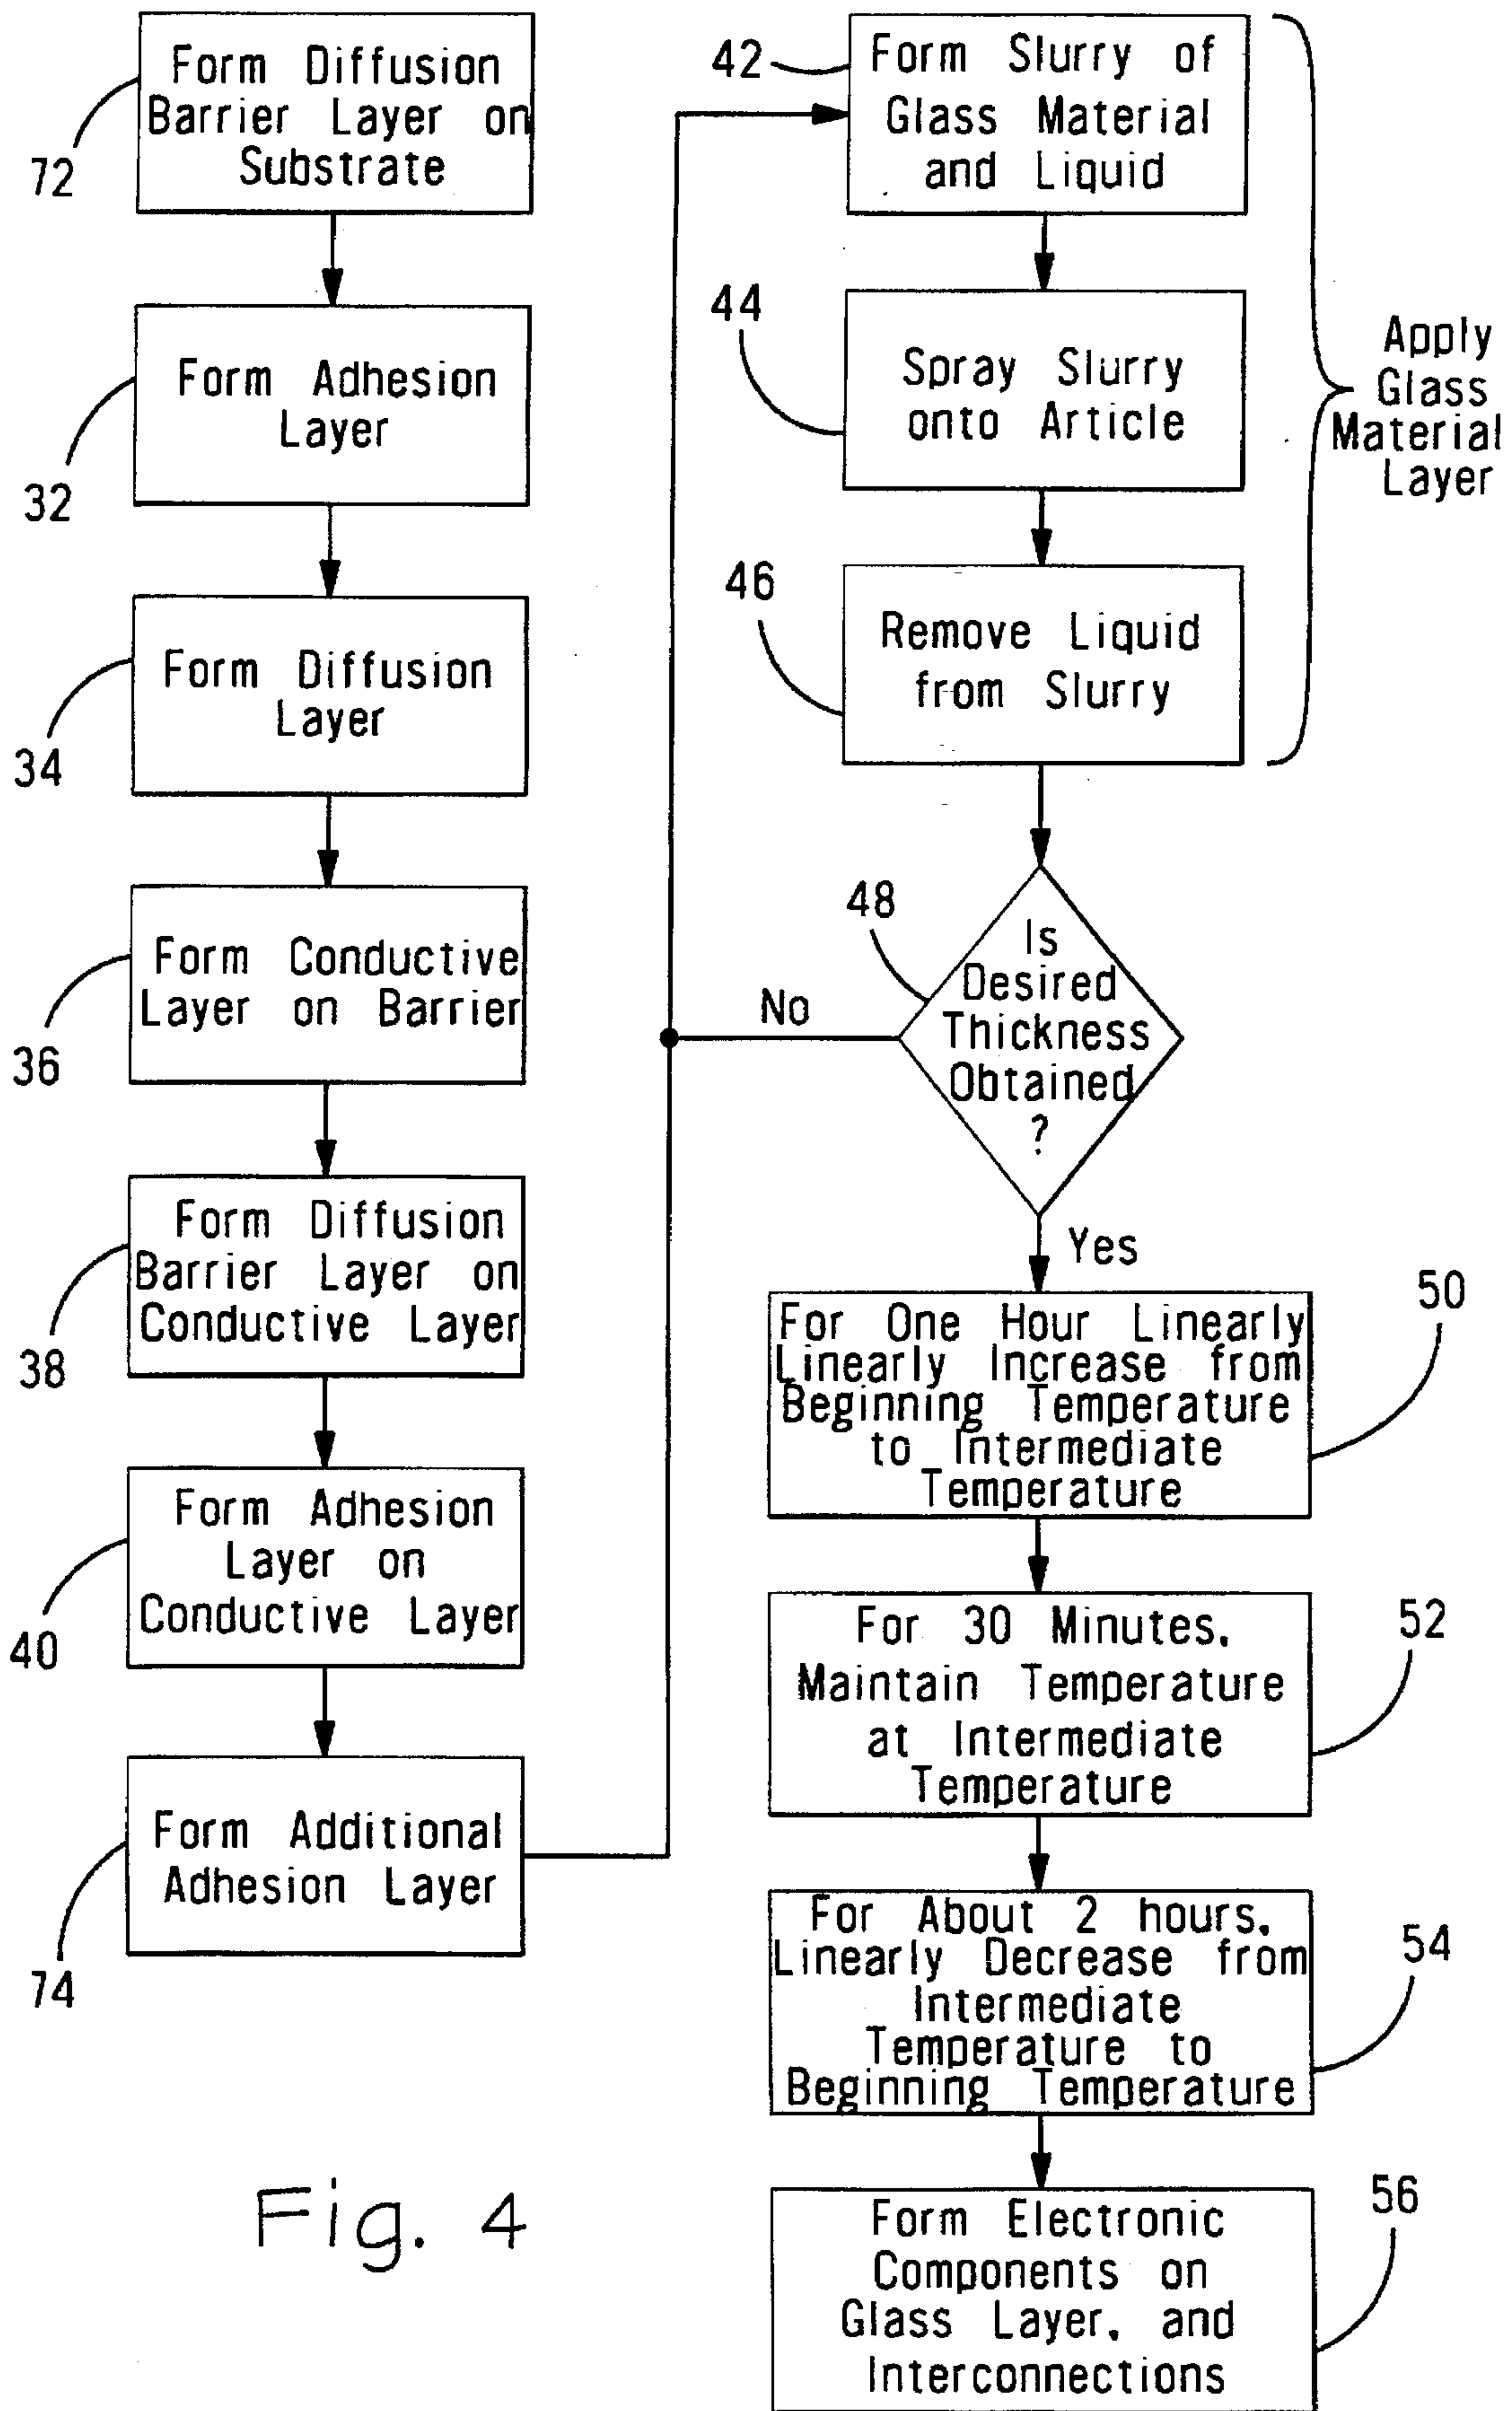 Form Diffusion
Barrier Layer on
Substrate
72
Form Adhesion
Layer
32
Form Diffusion
Layer
34
Form Conductive
Layer on Barrier
36
Form Diffusion
Barrier Layer on
Conductive Layer
38
Form Adhesion
Layer on
Conductive Layer
40
Form Additional
Adhesion Layer
74
42
Form Slurry of
Glass Material
and Liquid
44
Spray Slurry
onto Article
46
Remove Liquid
from Slurry
Apply
Glass
Material
Layer
48
Is
Desired
Thickness
Obtained
?
No
Yes
For One Hour Linearly
Linearly Increase from
Beginning Temperature
to Intermediate
Temperature
50
For 30 Minutes,
Maintain Temperature
at Intermediate
Temperature
52
For About 2 hours,
Linearly Decrease from
Intermediate
Temperature to
Beginning Temperature
54
Form Electronic
Components on
Glass Layer, and
Interconnections
56
Fig. 4